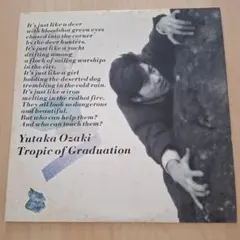 It's just like a deer
with bloodshot green eyes
chased into the corner
by the deer hunters.
It's just like a yacht
drifting among
a flock of sailing warships
in the city.
It's just like a girl
holding the deserted dog
trembling in the cold rain.
It's just like a iron
melting in the redhot fire.
They all look so dangerous
and beautiful.
But who can help them?
And who can touch them?
Yutaka Ozaki
Tropic of Graduation